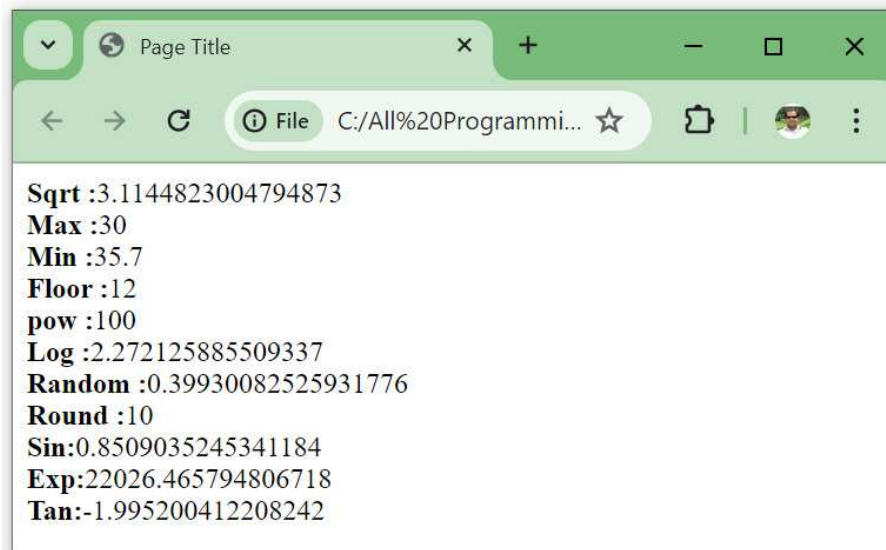 Page Title
File C:/All%20Programmi...
Sqrt :3.1144823004794873
Max :30
Min :35.7
Floor :12
pow :100
Log :2.272125885509337
Random :0.39930082525931776
Round :10
Sin:0.8509035245341184
Exp:22026.465794806718
Tan:-1.995200412208242